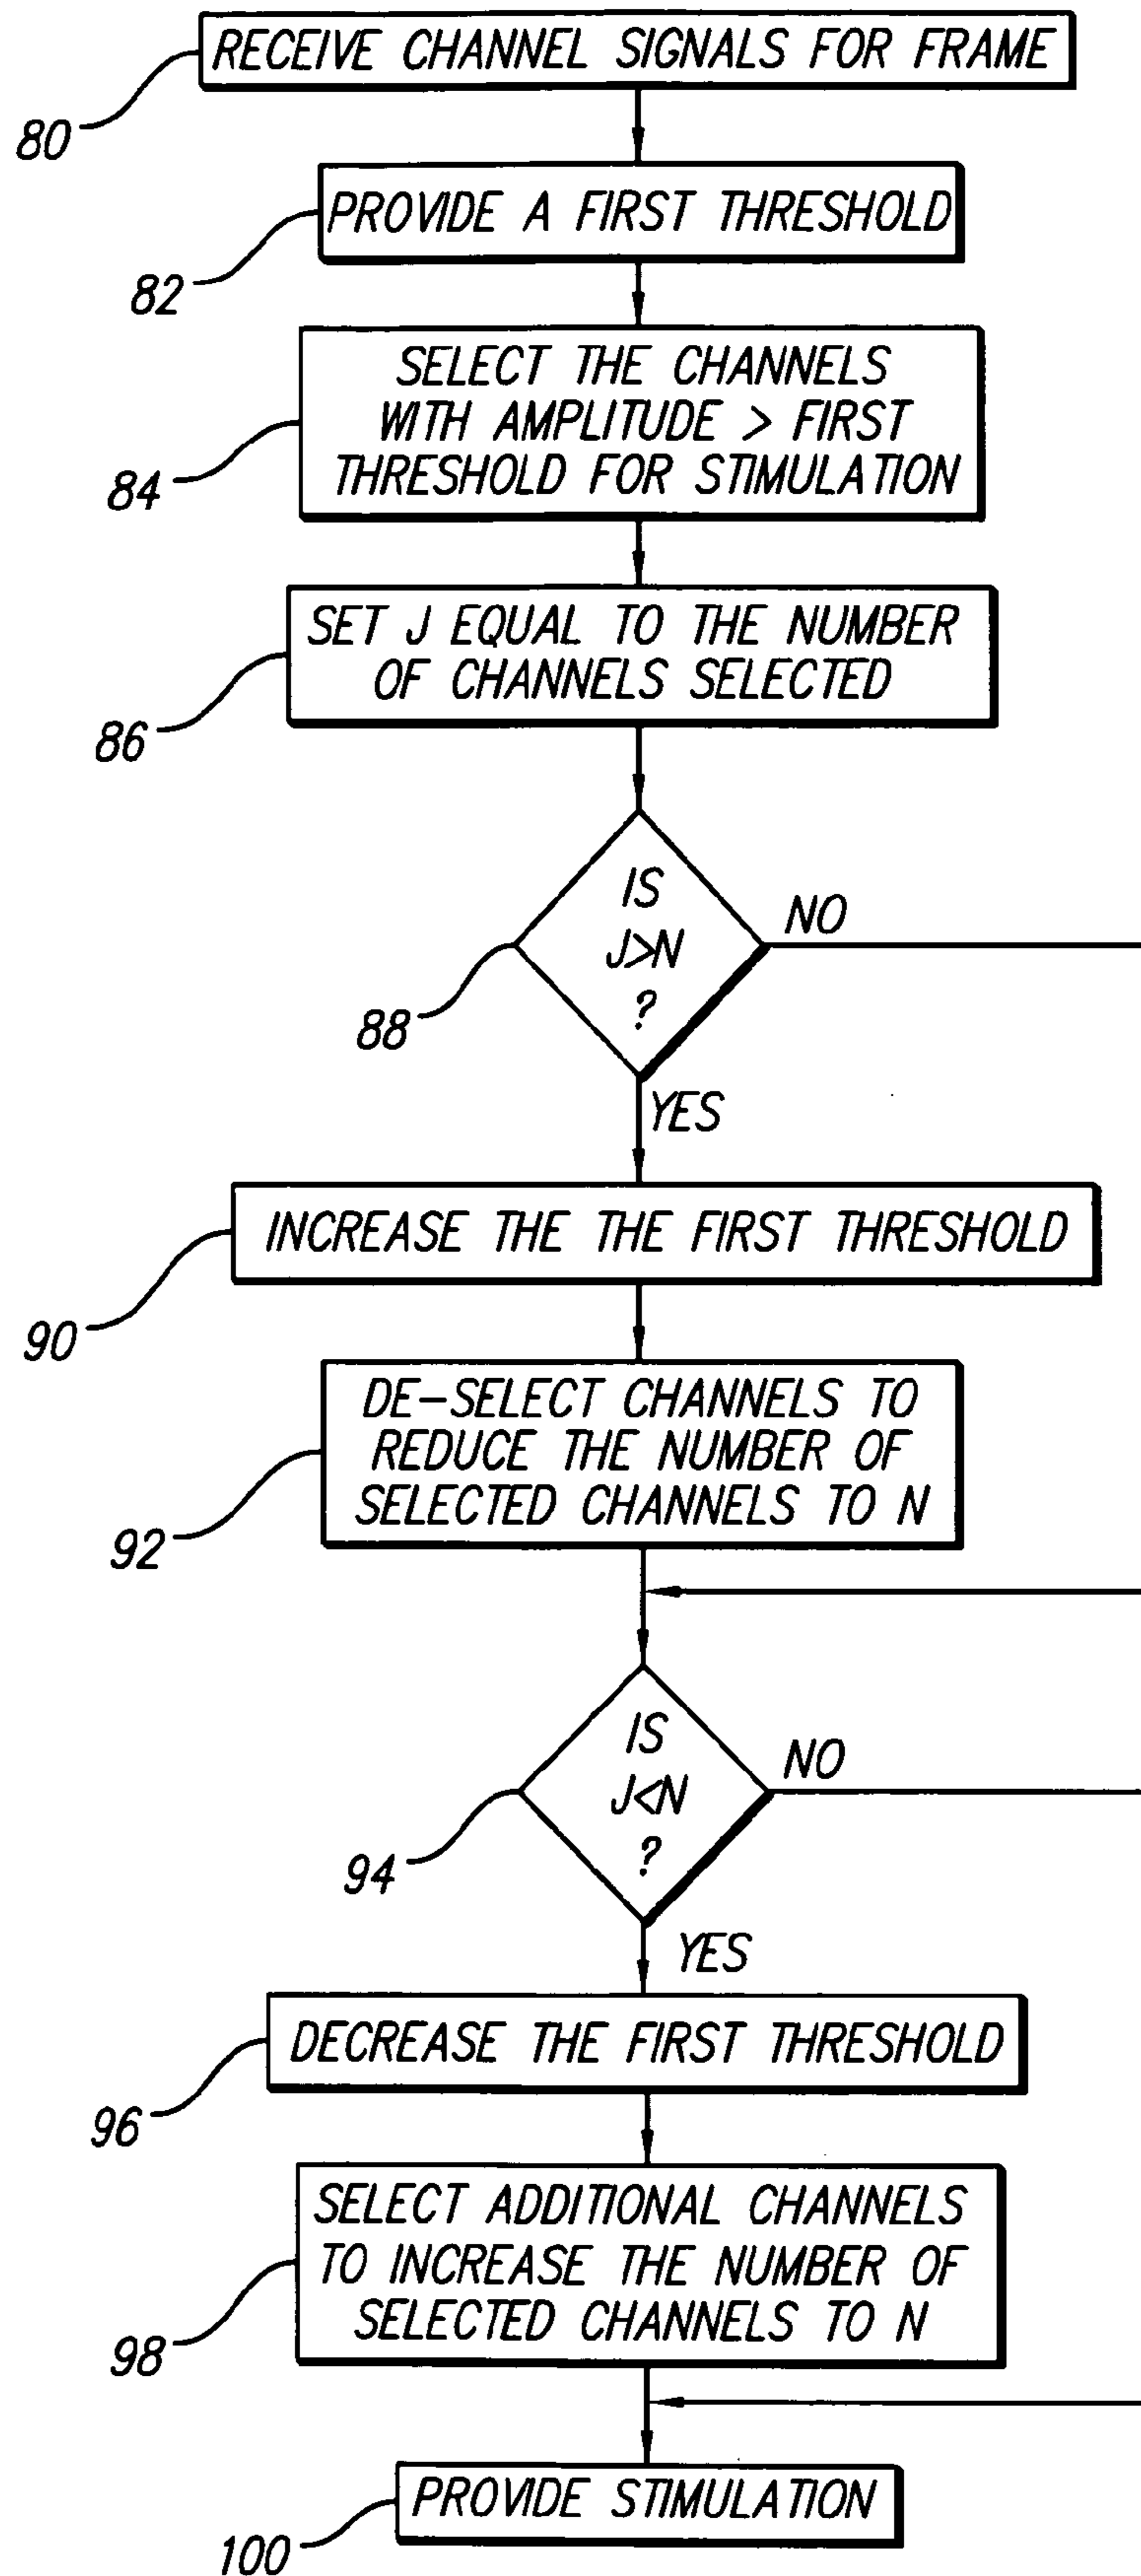 RECEIVE CHANNEL SIGNALS FOR FRAME
80
PROVIDE A FIRST THRESHOLD
82
SELECT THE CHANNELS
WITH AMPLITUDE > FIRST
THRESHOLD FOR STIMULATION
84
SET J EQUAL TO THE NUMBER
OF CHANNELS SELECTED
86
IS
J>N
?
NO
88
YES
INCREASE THE THE FIRST THRESHOLD
90
DE-SELECT CHANNELS TO
REDUCE THE NUMBER OF
SELECTED CHANNELS TO N
92
IS
J<N
?
NO
94
YES
DECREASE THE FIRST THRESHOLD
96
SELECT ADDITIONAL CHANNELS
TO INCREASE THE NUMBER OF
SELECTED CHANNELS TO N
98
PROVIDE STIMULATION
100